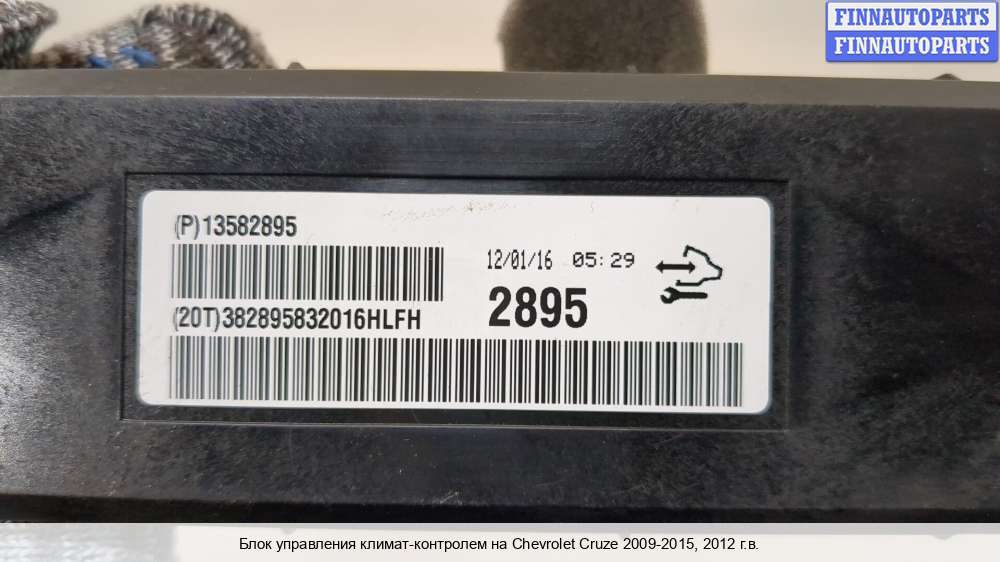 FINNAUTOPARTS
FINNAUTOPARTS
(P)13582895
12/01/16 05:29
(20T)382895832016HLFH
2895
Блок управления климат-контролем на Chevrolet Cruze 2009-2015, 2012 г.в.